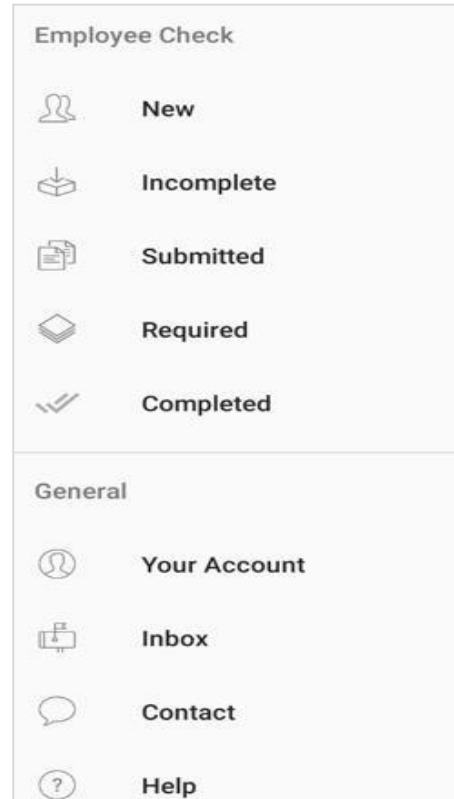 Employee Check
New
Incomplete
Submitted
Required
Completed
General
Your Account
Inbox
Contact
Help